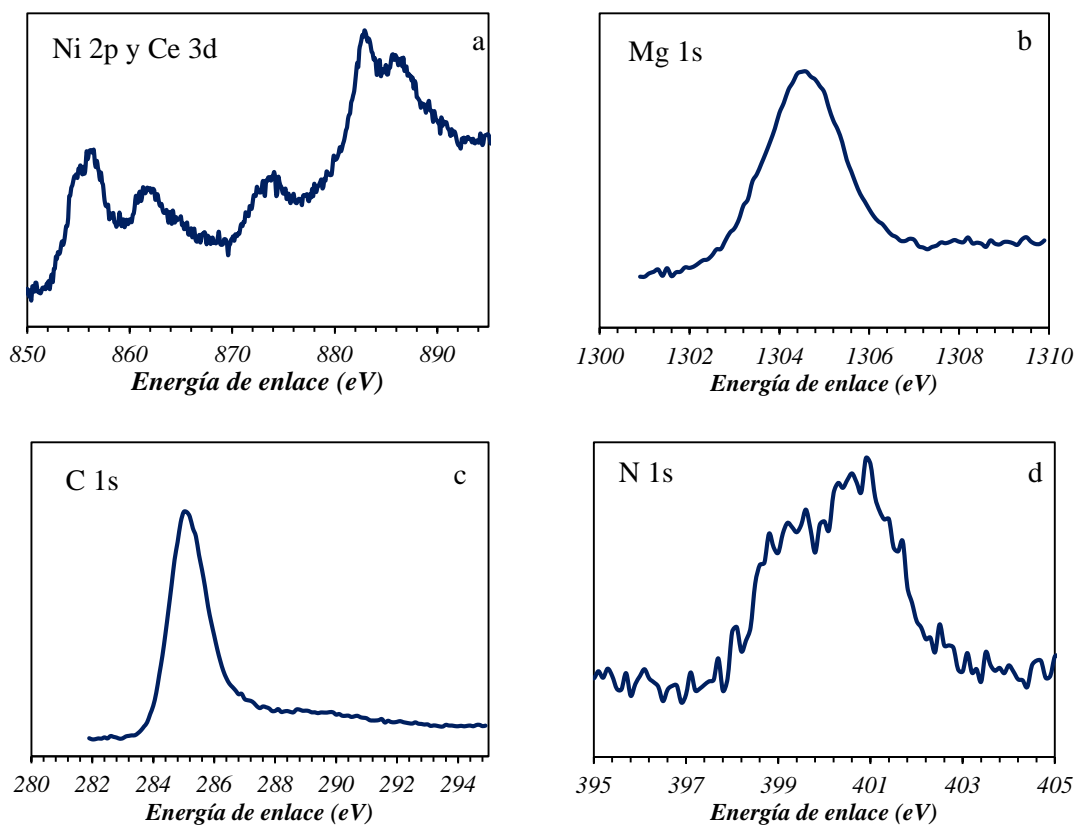 Ni 2p y Ce 3d
a
850 860 870 880 890
Energía de enlace (eV)
Mg 1s
b
1300 1302 1304 1306 1308 1310
Energía de enlace (eV)
C 1s
c
280 282 284 286 288 290 292 294
Energía de enlace (eV)
N 1s
d
395 397 399 401 403 405
Energía de enlace (eV)